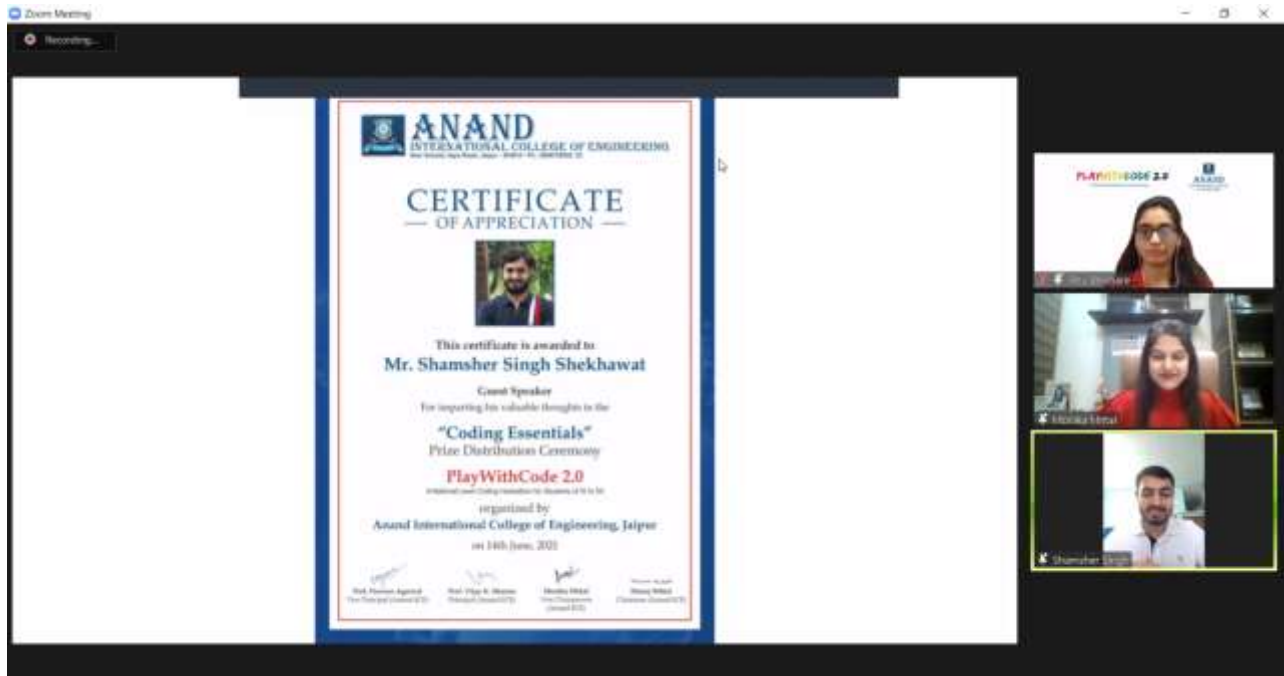 Zoom Meeting
Recording...
ANAND
INTERNATIONAL COLLEGE OF ENGINEERING
CERTIFICATE
OF APPRECIATION
This certificate is awarded to
Mr. Shamsher Singh Shekhawat
Guest Speaker
For imparting his valuable thoughts in the
"Coding Essentials"
Prize Distribution Ceremony
PlayWithCode 2.0
organized by
Anand International College of Engineering, Jaipur
on 14th June, 2021
PLAYWITHCODE 2.0
ANAND
Monika Mittal
Shamsher Singh